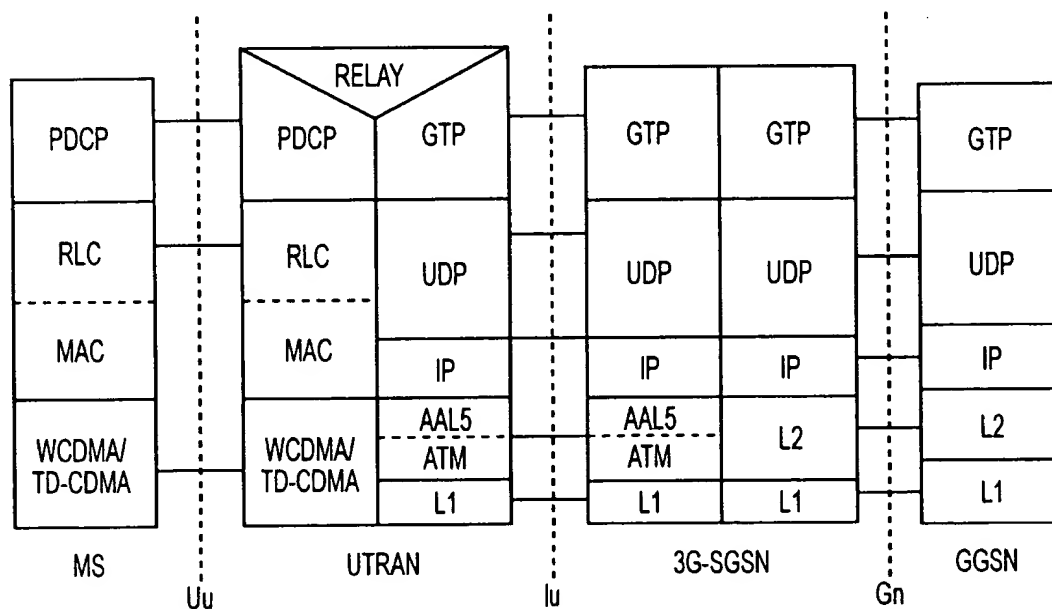 RELAY
PDCP
PDCP
GTP
GTP
GTP
GTP
RLC
RLC
UDP
UDP
UDP
UDP
MAC
MAC
IP
IP
IP
IP
WCDMA/
TD-CDMA
WCDMA/
TD-CDMA
AAL5
ATM
AAL5
ATM
L2
L2
L1
L1
L1
L1
MS
UTRAN
3G-SGSN
GGSN
Uu
Iu
Gn